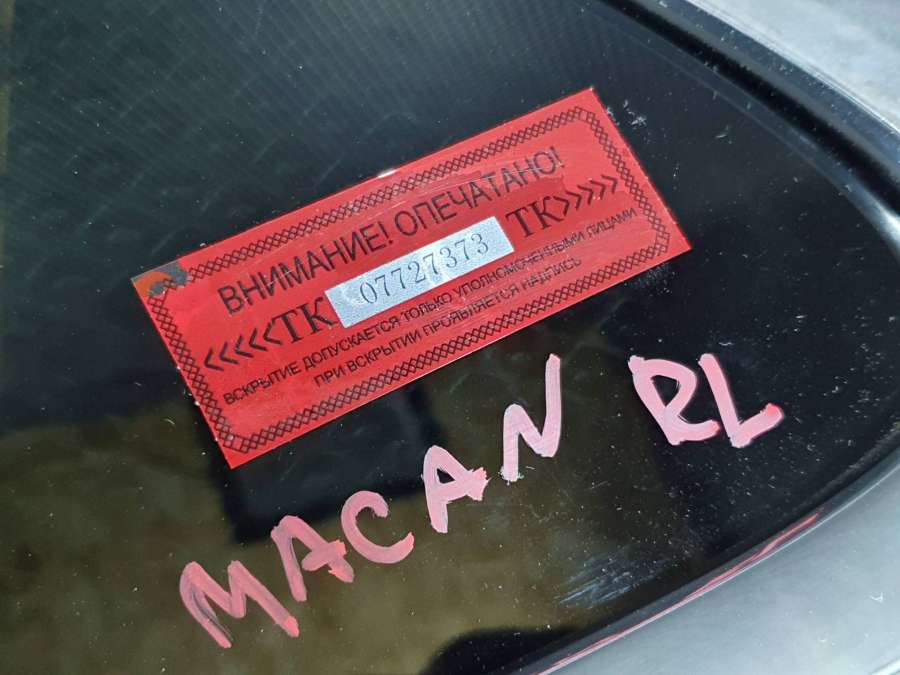 ВНИМАНИЕ! ОПЕЧАТАНО!
<<<<<ТК 07727373 ТК>>>>>
ВСКРЫТИЕ ДОПУСКАЕТСЯ ТОЛЬКО УПОЛНОМОЧЕННЫМИ ЛИЦАМИ
ПРИ ВСКРЫТИИ ПРОЯВЛЯЕТСЯ НАДПИСЬ
MACAN RL